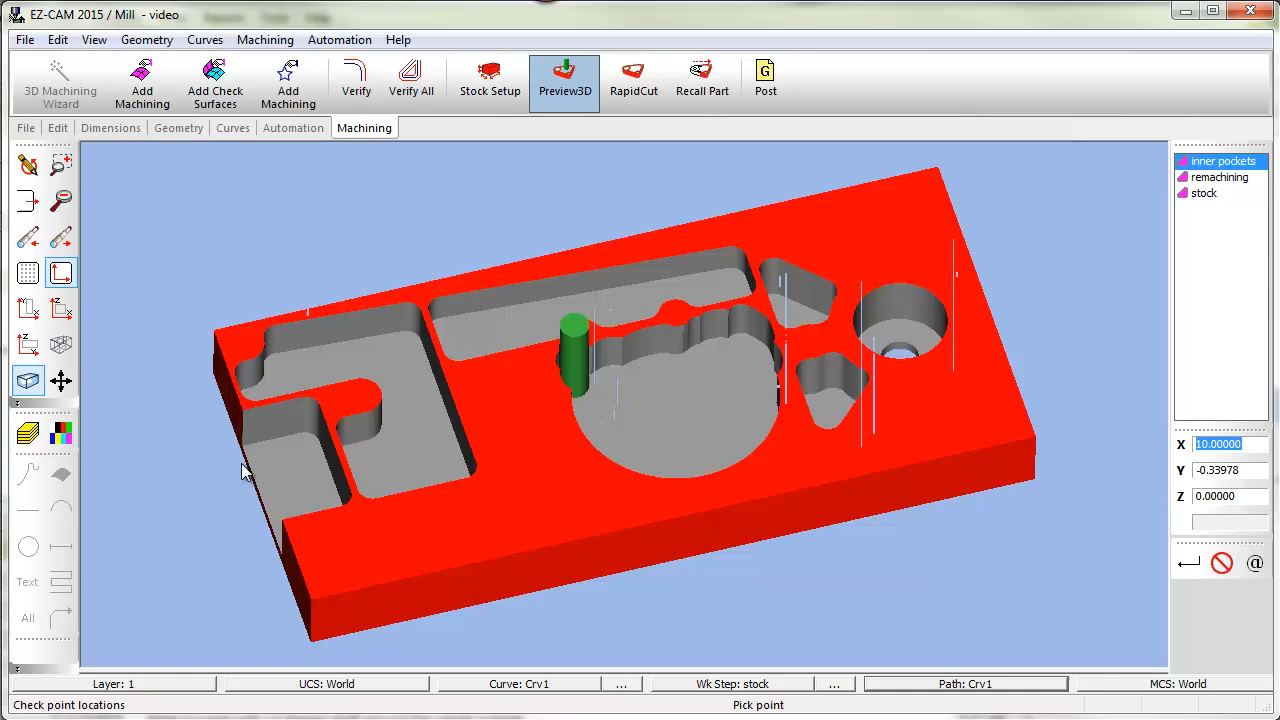 EZ-CAM 2015 / Mill - video
File Edit View Geometry Curves Machining Automation Help
3D Machining Wizard
Add Machining
Add Check Surfaces
Add Machining
Verify
Verify All
Stock Setup
Preview3D
RapidCut
Recall Part
G
Post
File Edit Dimensions Geometry Curves Automation Machining
inner pockets
remachining
stock
X 10.00000
Y -0.33978
Z 0.00000
@
Text
All
Layer: 1 UCS: World Curve: Crv1 ... Wk Step: stock ... Path: Crv1 MCS: World
Check point locations Pick point